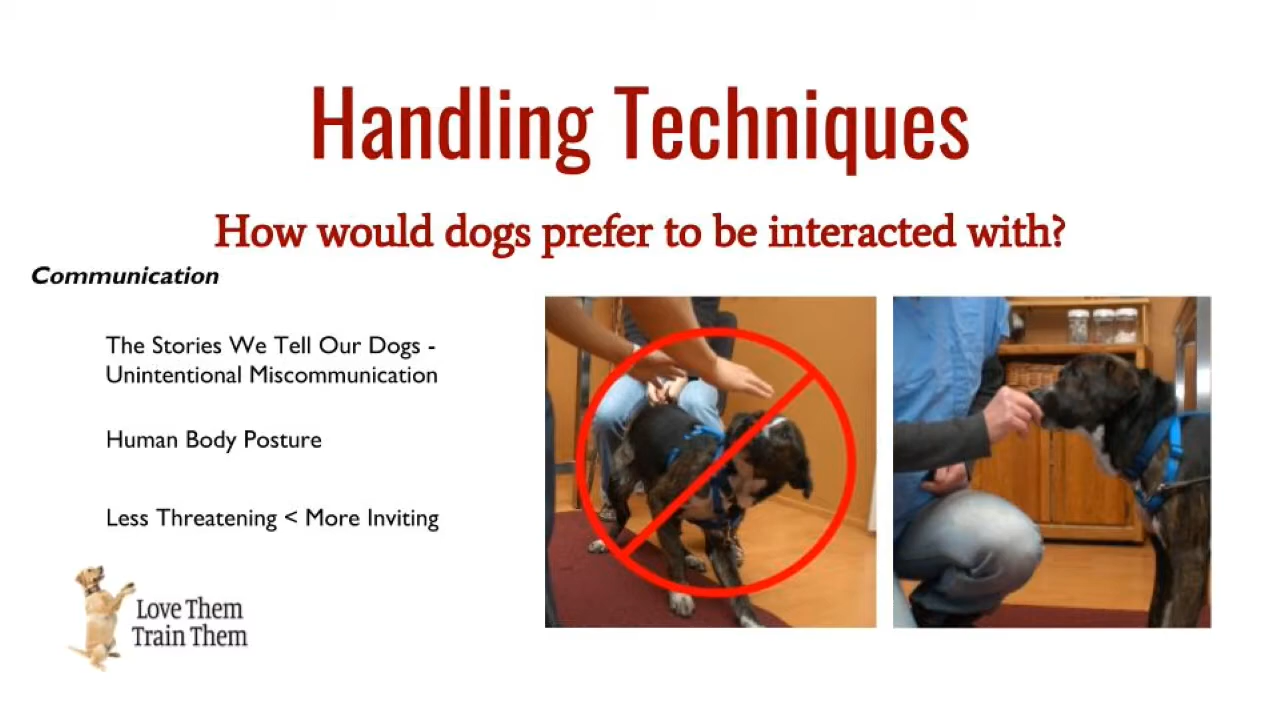 Handling Techniques
How would dogs prefer to be interacted with?
Communication
The Stories We Tell Our Dogs -
Unintentional Miscommunication
Human Body Posture
Less Threatening < More Inviting
Love Them
Train Them